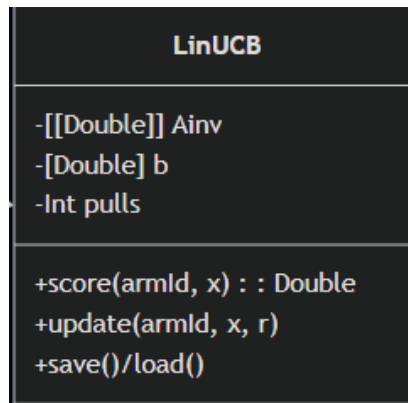 LinUCB
-[[Double]] Ainv
-[Double] b
-Int pulls
+score(armId, x) : : Double
+update(armId, x, r)
+save()/load()